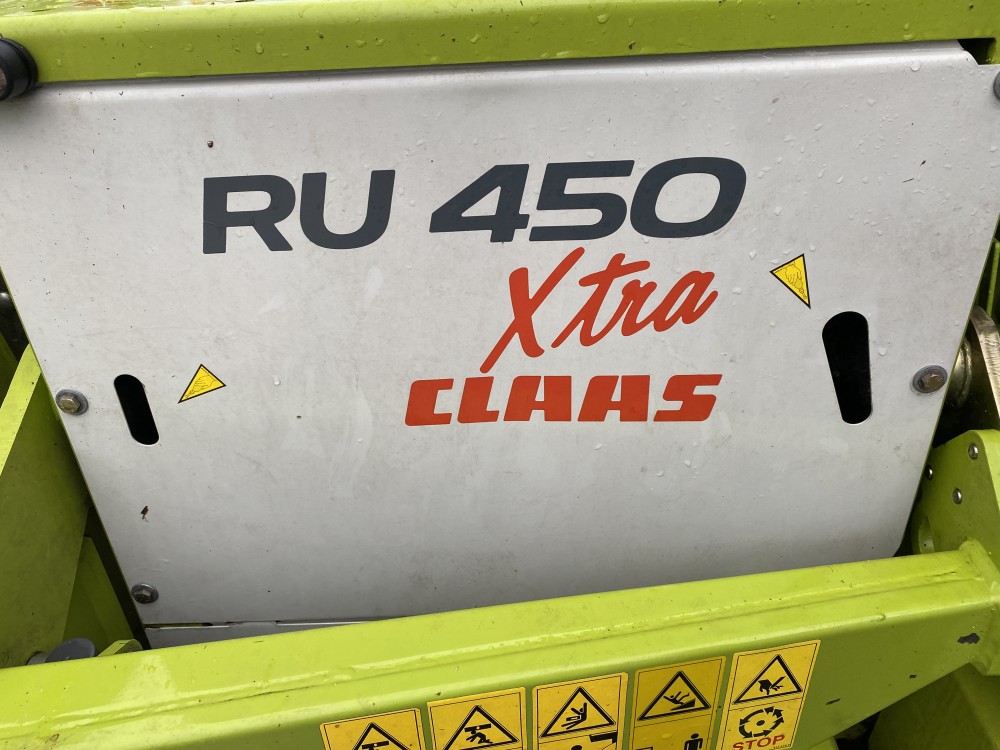 RU 450
Xtra
CLAAS
STOP